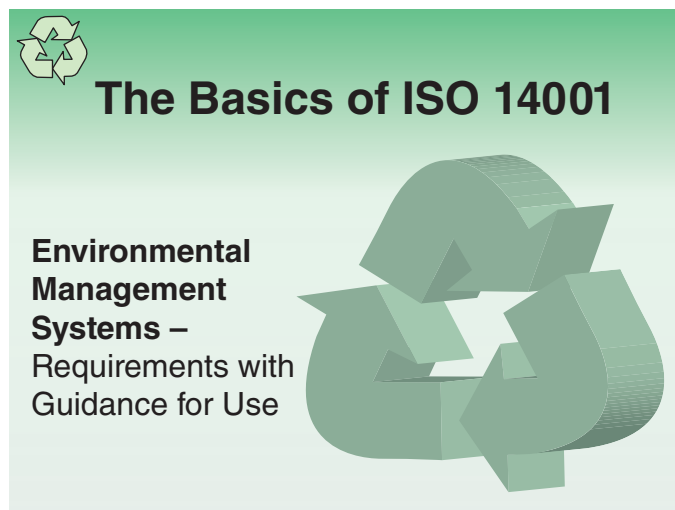 The Basics of ISO 14001
Environmental
Management
Systems –
Requirements with
Guidance for Use